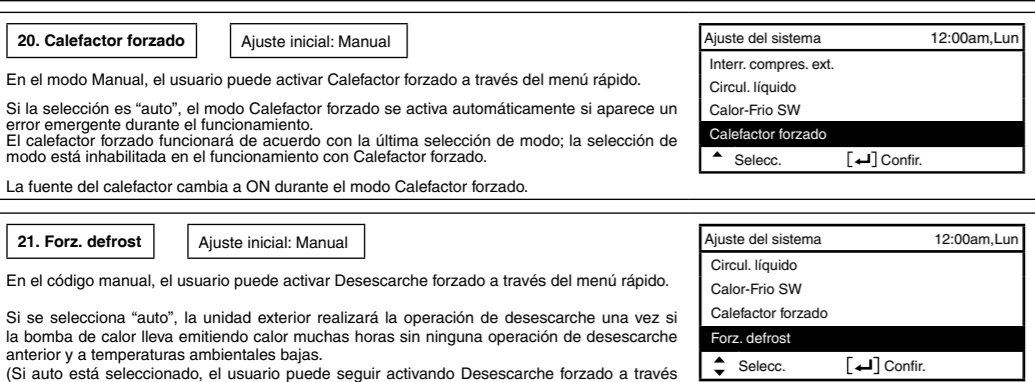 20. Calefactor forzado
Ajuste inicial: Manual
En el modo Manual, el usuario puede activar Calefactor forzado a través del menú rápido.
Si la selección es “auto”, el modo Calefactor forzado se activa automáticamente si aparece un
error emergente durante el funcionamiento.
El calefactor forzado funcionará de acuerdo con la última selección de modo; la selección de
modo está inhabilitada en el funcionamiento con Calefactor forzado.
La fuente del calefactor cambia a ON durante el modo Calefactor forzado.
Ajuste del sistema 12:00am,Lun
Interr. compres. ext.
Circul. líquido
Calor-Frio SW
Calefactor forzado
Selecc. [↵] Confir.
21. Forz. defrost
Ajuste inicial: Manual
En el código manual, el usuario puede activar Desescarche forzado a través del menú rápido.
Si se selecciona “auto”, la unidad exterior realizará la operación de desescarche una vez si
la bomba de calor lleva emitiendo calor muchas horas sin ninguna operación de desescarche
anterior y a temperaturas ambientales bajas.
(Si auto está seleccionado, el usuario puede seguir activando Desescarche forzado a través
Ajuste del sistema 12:00am,Lun
Circul. líquido
Calor-Frio SW
Calefactor forzado
Forz. defrost
Selecc. [↵] Confir.